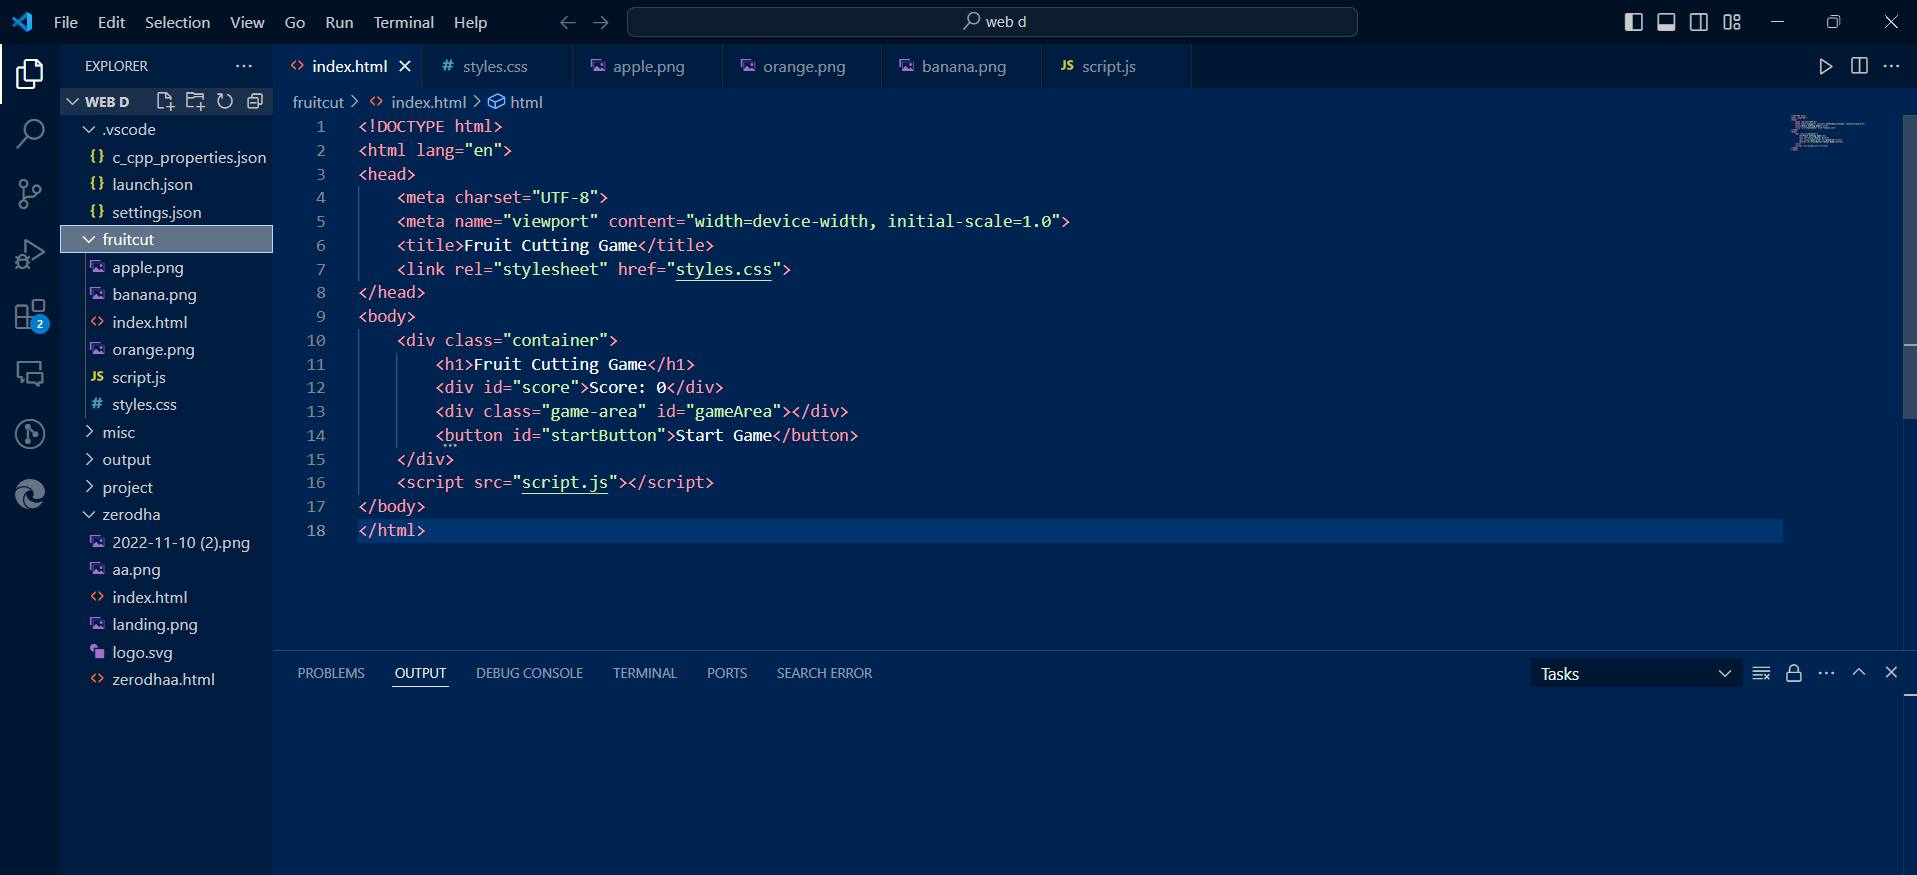 File Edit Selection View Go Run Terminal Help
web d
EXPLORER
WEB D
.vscode
{} c_cpp_properties.json
{} launch.json
{} settings.json
fruitcut
apple.png
banana.png
<> index.html
orange.png
JS script.js
# styles.css
misc
output
project
zerodha
2022-11-10 (2).png
aa.png
<> index.html
landing.png
logo.svg
<> zerodhaa.html
2
<> index.html # styles.css apple.png orange.png banana.png JS script.js
fruitcut > <> index.html > html
1 <!DOCTYPE html>
2 <html lang="en">
3 <head>
4 <meta charset="UTF-8">
5 <meta name="viewport" content="width=device-width, initial-scale=1.0">
6 <title>Fruit Cutting Game</title>
7 <link rel="stylesheet" href="styles.css">
8 </head>
9 <body>
10 <div class="container">
11 <h1>Fruit Cutting Game</h1>
12 <div id="score">Score: 0</div>
13 <div class="game-area" id="gameArea"></div>
14 <button id="startButton">Start Game</button>
15 </div>
16 <script src="script.js"></script>
17 </body>
18 </html>
PROBLEMS OUTPUT DEBUG CONSOLE TERMINAL PORTS SEARCH ERROR
Tasks